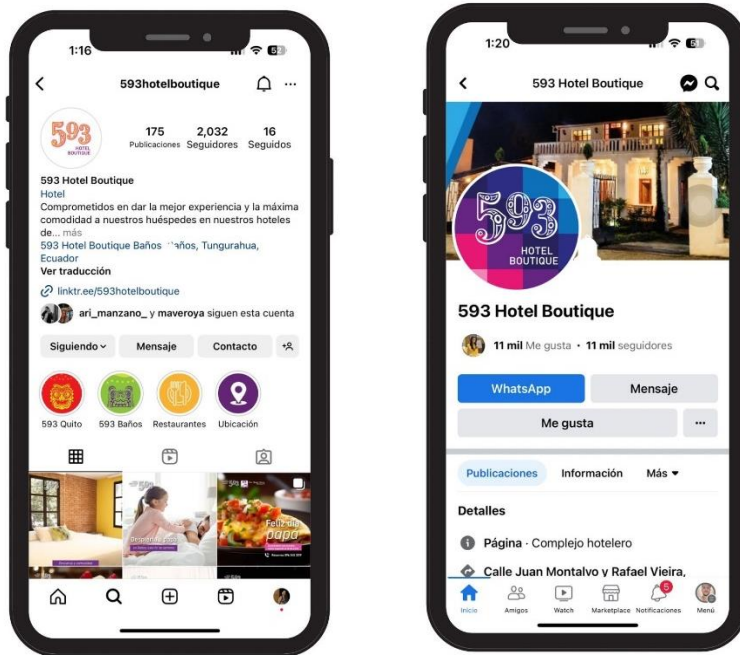 1:16
52
593hotelboutique
593
HOTEL
BOUTIQUE
175
2,032
16
Publicaciones
Seguidores
Seguidos
593 Hotel Boutique
Hotel
Comprometidos en dar la mejor experiencia y la máxima
comodidad a nuestros huéspedes en nuestros hoteles
de... más
593 Hotel Boutique Baños, Tungurahua,
Ecuador
Ver traducción
linktr.ee/593hotelboutique
ari_manzano_ y maveroya siguen esta cuenta
Siguiendo
Mensaje
Contacto
593 Quito
593 Baños
Restaurantes
Ubicación
593
593
Feliz día
papá
1:20
51
593 Hotel Boutique
593
HOTEL
BOUTIQUE
593 Hotel Boutique
11 mil Me gusta • 11 mil seguidores
WhatsApp
Mensaje
Me gusta
Publicaciones
Información
Más
Detalles
Página · Complejo hotelero
Calle Juan Montalvo y Rafael Vieira,
5
Inicio
Amigos
Watch
Marketplace
Notificaciones
Menú